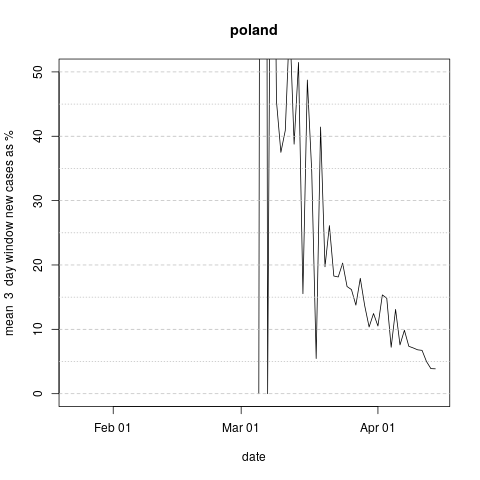 poland
mean 3 day window new cases as %
50
40
30
20
10
0
Feb 01
Mar 01
Apr 01
date